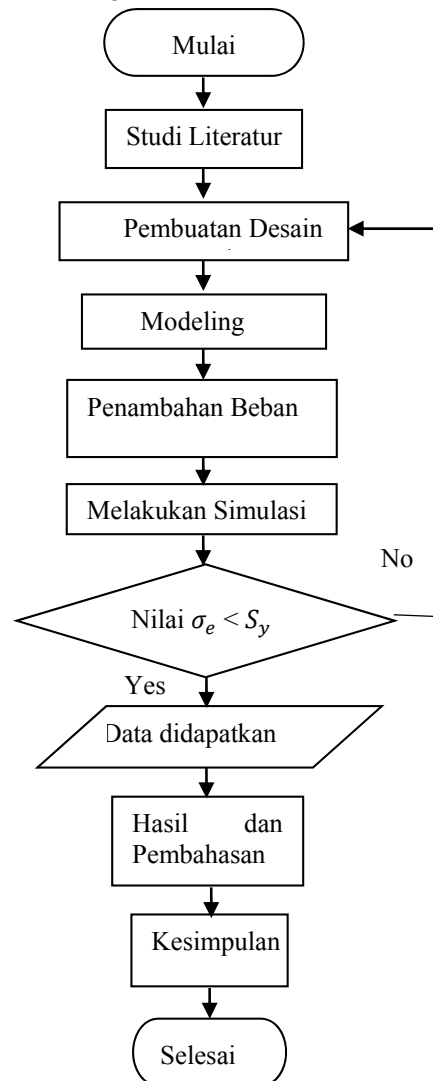 Mulai
Studi Literatur
Pembuatan Desain
Modeling
Penambahan Beban
Melakukan Simulasi
No
Nilai σₑ < Sᵧ
Yes
Data didapatkan
Hasil dan
Pembahasan
Kesimpulan
Selesai